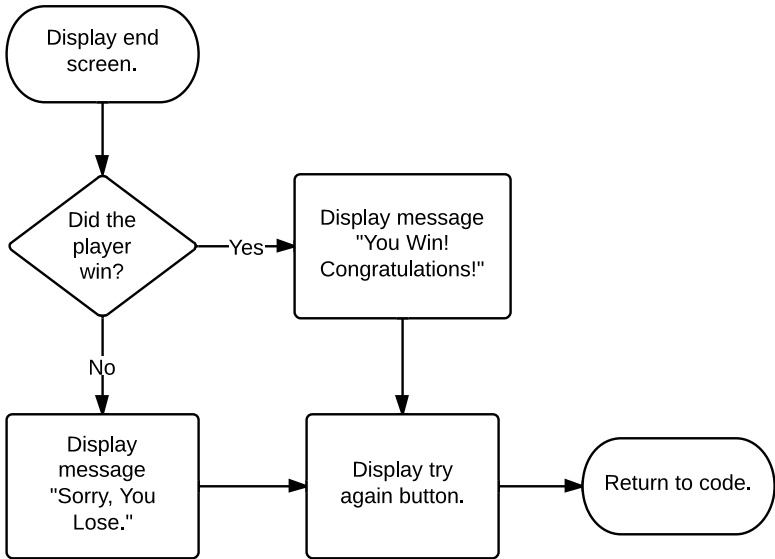 Display end
screen.
Did the
player
win?
Yes
Display message
"You Win!
Congratulations!"
No
Display
message
"Sorry, You
Lose."
Display try
again button.
Return to code.